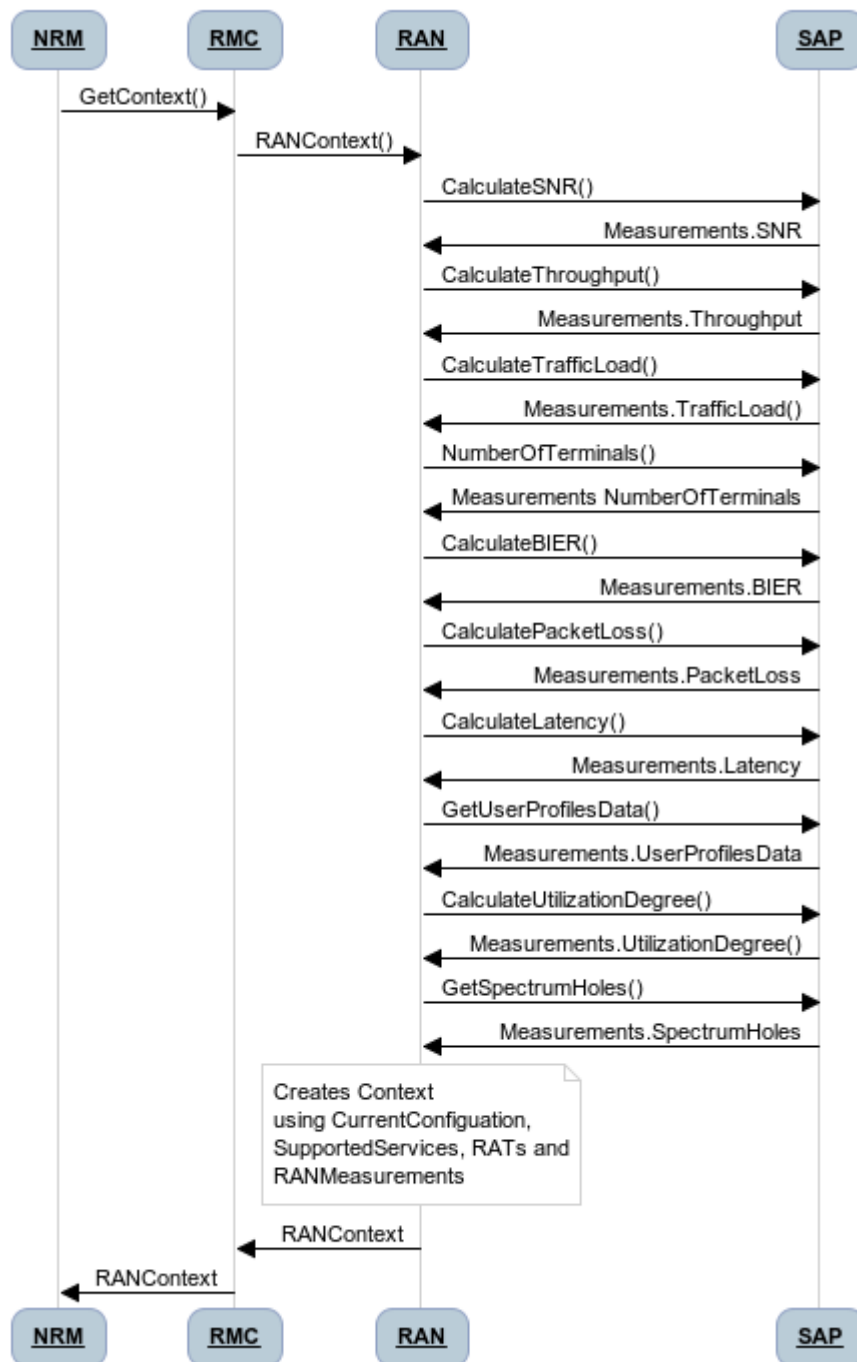 NRM RMC RAN SAP
GetContext()
RANContext()
CalculateSNR()
Measurements.SNR
CalculateThroughput()
Measurements.Throughput
CalculateTrafficLoad()
Measurements.TrafficLoad()
NumberOfTerminals()
Measurements NumberOfTerminals
CalculateBIER()
Measurements.BIER
CalculatePacketLoss()
Measurements.PacketLoss
CalculateLatency()
Measurements.Latency
GetUserProfilesData()
Measurements.UserProfilesData
CalculateUtilizationDegree()
Measurements.UtilizationDegree()
GetSpectrumHoles()
Measurements.SpectrumHoles
Creates Context
using CurrentConfiguation,
SupportedServices, RATs and
RANMeasurements
RANContext
RANContext
NRM RMC RAN SAP